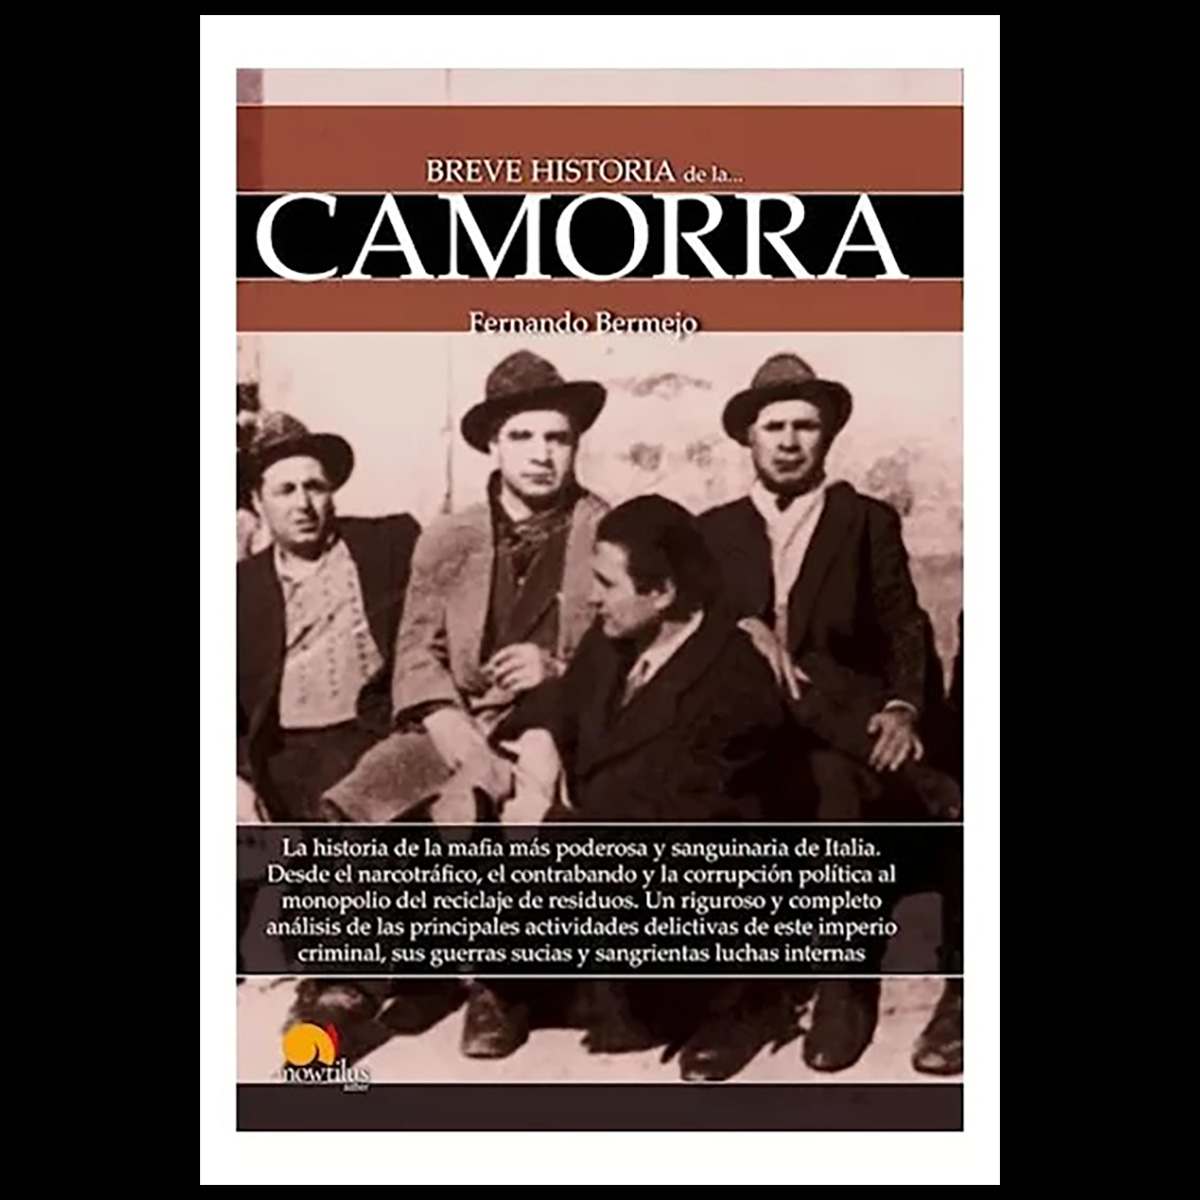 BREVE HISTORIA de la...
CAMORRA
Fernando Bermejo
La historia de la mafia más poderosa y sanguinaria de Italia.
Desde el narcotráfico, el contrabando y la corrupción política al
monopolio del reciclaje de residuos. Un riguroso y completo
análisis de las principales actividades delictivas de este imperio
criminal, sus guerras sucias y sangrientas luchas internas
nowtilus
saber